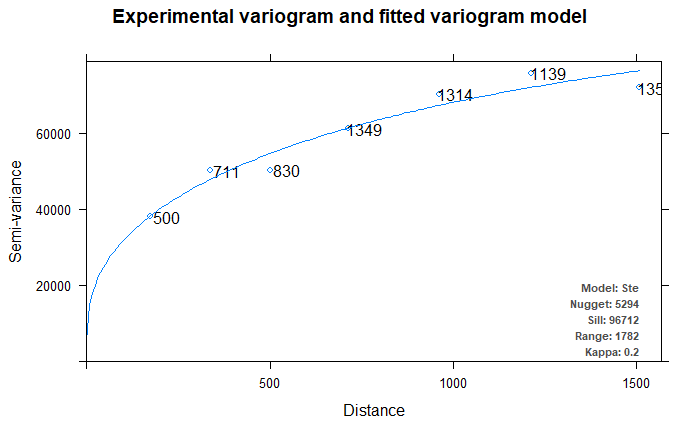 Experimental variogram and fitted variogram model
Semi-variance
60000
40000
20000
500
711
830
1349
1314
1139
135
Model: Ste
Nugget: 5294
Sill: 96712
Range: 1782
Kappa: 0.2
500
1000
1500
Distance